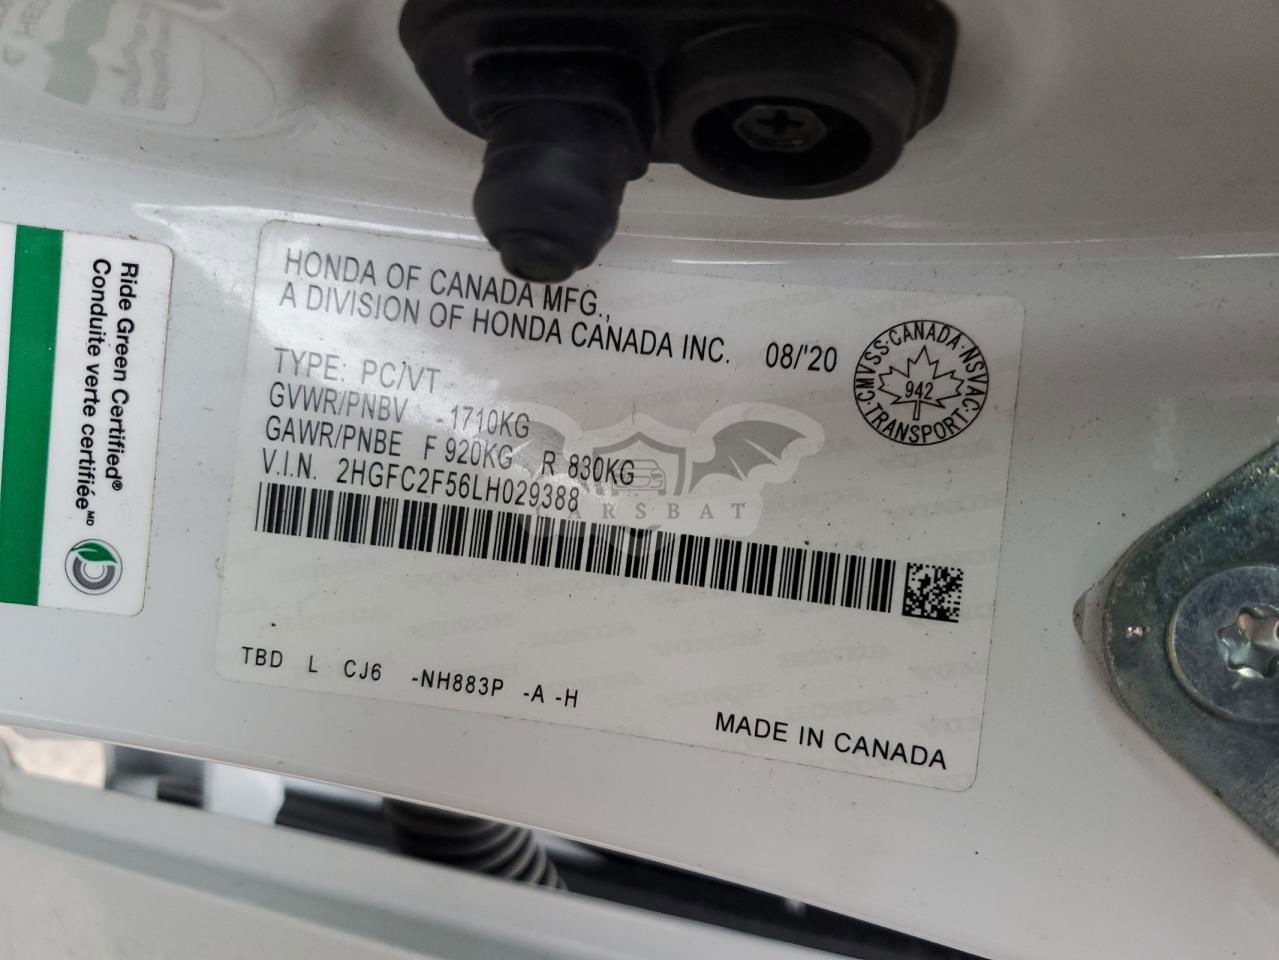 Ride Green Certified®
Conduite verte certifiée MD
HONDA OF CANADA MFG.,
A DIVISION OF HONDA CANADA INC. 08/'20
TYPE: PC/VT
GVWR/PNBV 1710KG
GAWR/PNBE F 920KG R 830KG
V.I.N. 2HGFC2F56LH029388
CMVSS·CANADA·NSVAC·TRANSPORT
942
CARSBAT
TBD L CJ6 -NH883P -A -H
MADE IN CANADA